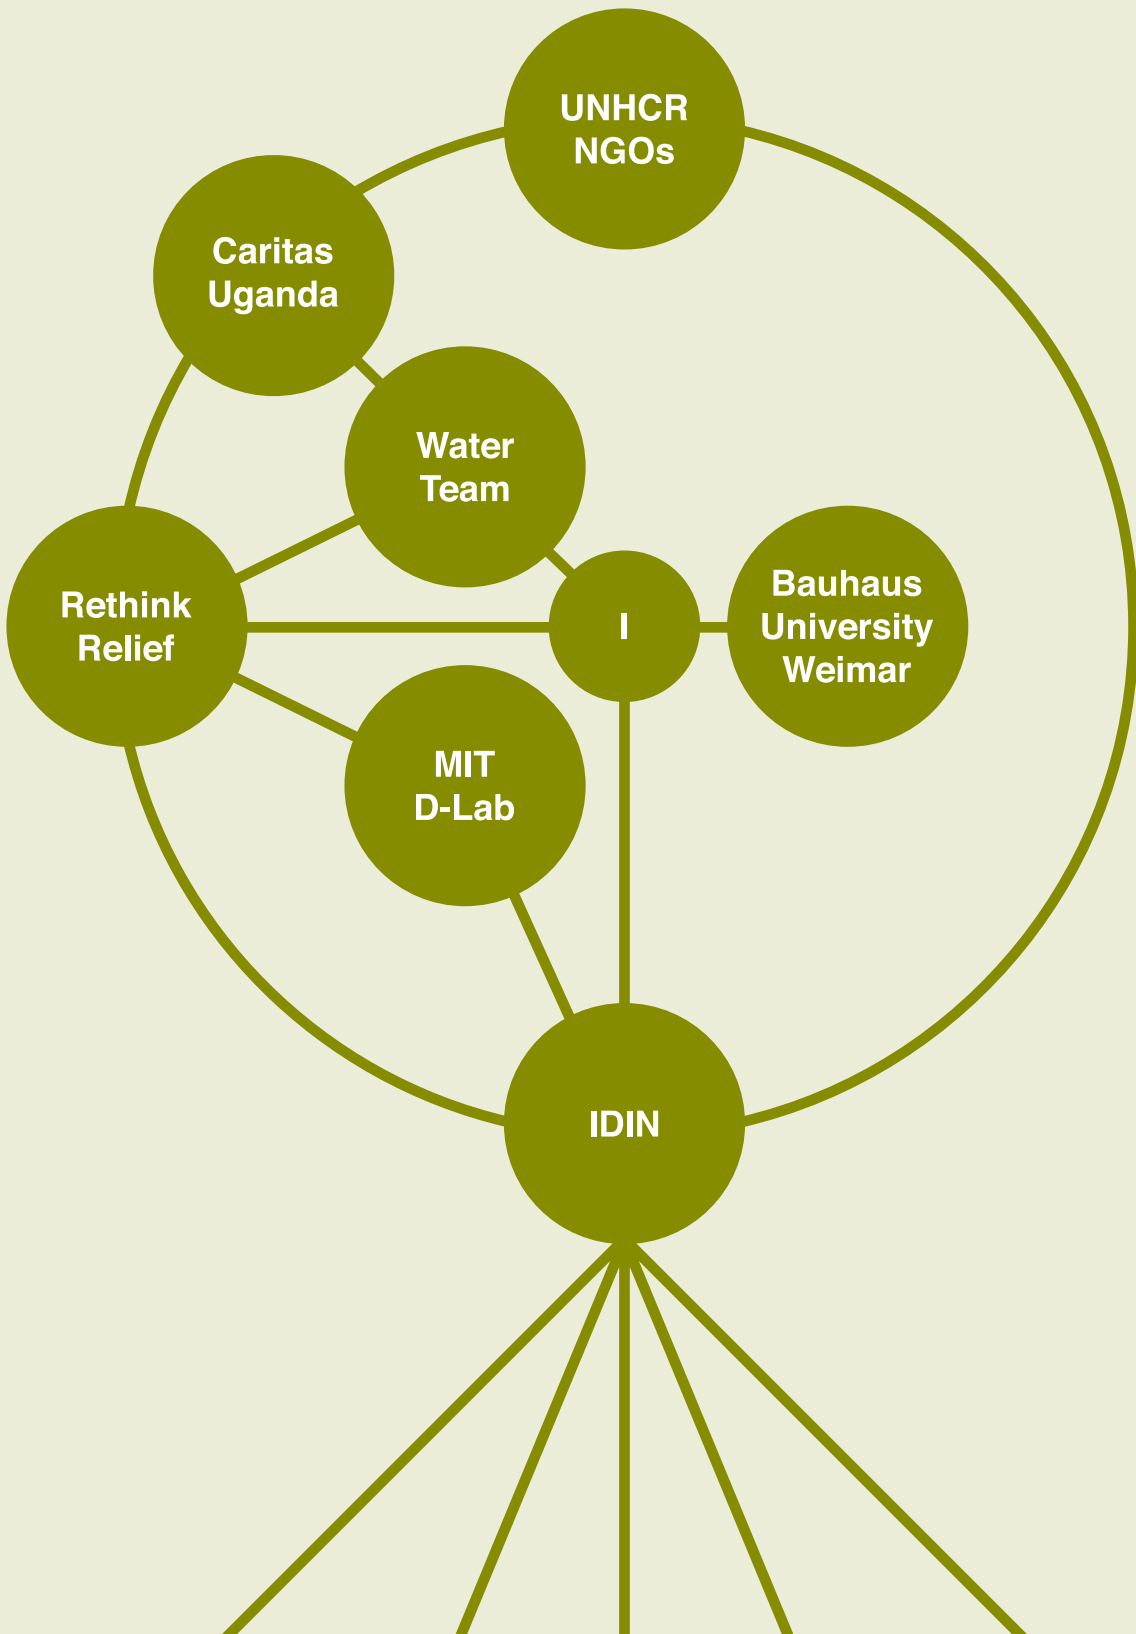 UNHCR
NGOs
Caritas
Uganda
Water
Team
Rethink
Relief
I
Bauhaus
University
Weimar
MIT
D-Lab
IDIN